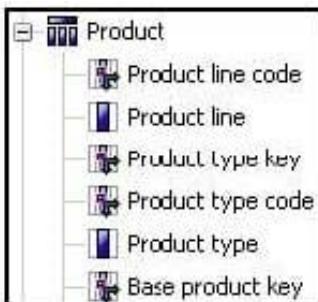 Product
Product line code
Product line
Product type key
Product type code
Product type
Base product key